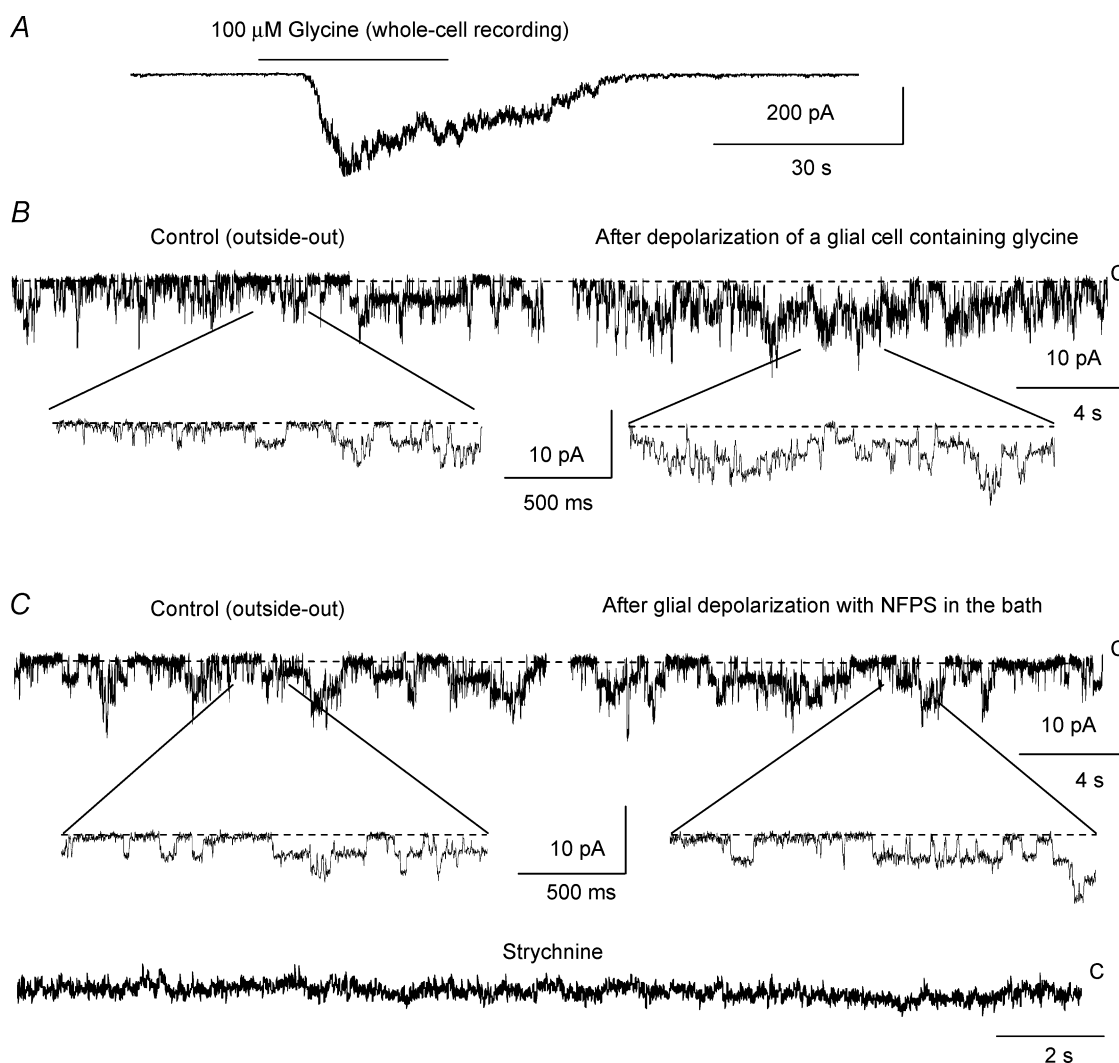 A
100 µM Glycine (whole-cell recording)
200 pA
30 s
B
Control (outside-out)
After depolarization of a glial cell containing glycine
C
10 pA
4 s
10 pA
500 ms
C
Control (outside-out)
After glial depolarization with NFPS in the bath
C
10 pA
4 s
10 pA
500 ms
Strychnine
C
2 s